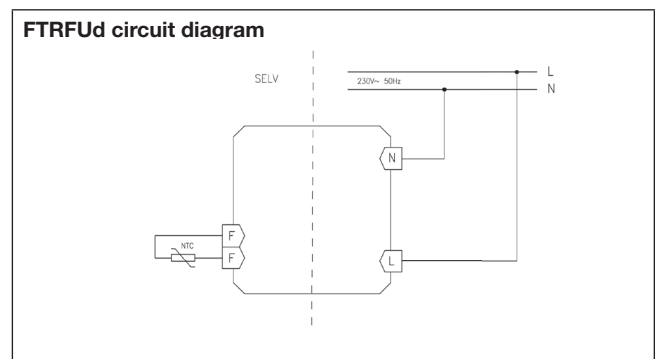 FTRFUd circuit diagram
SELV
230V~ 50Hz
L
N
N
F
NTC
F
L